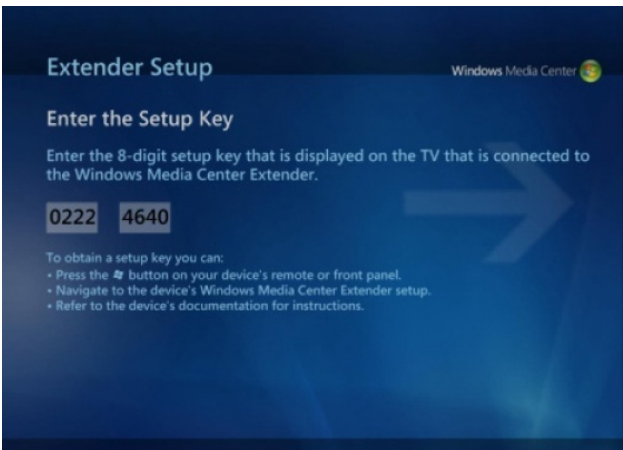 Extender Setup
Windows Media Center
Enter the Setup Key
Enter the 8-digit setup key that is displayed on the TV that is connected to
the Windows Media Center Extender.
0222 4640
To obtain a setup key you can:
• Press the button on your device's remote or front panel.
• Navigate to the device's Windows Media Center Extender setup.
• Refer to the device's documentation for instructions.